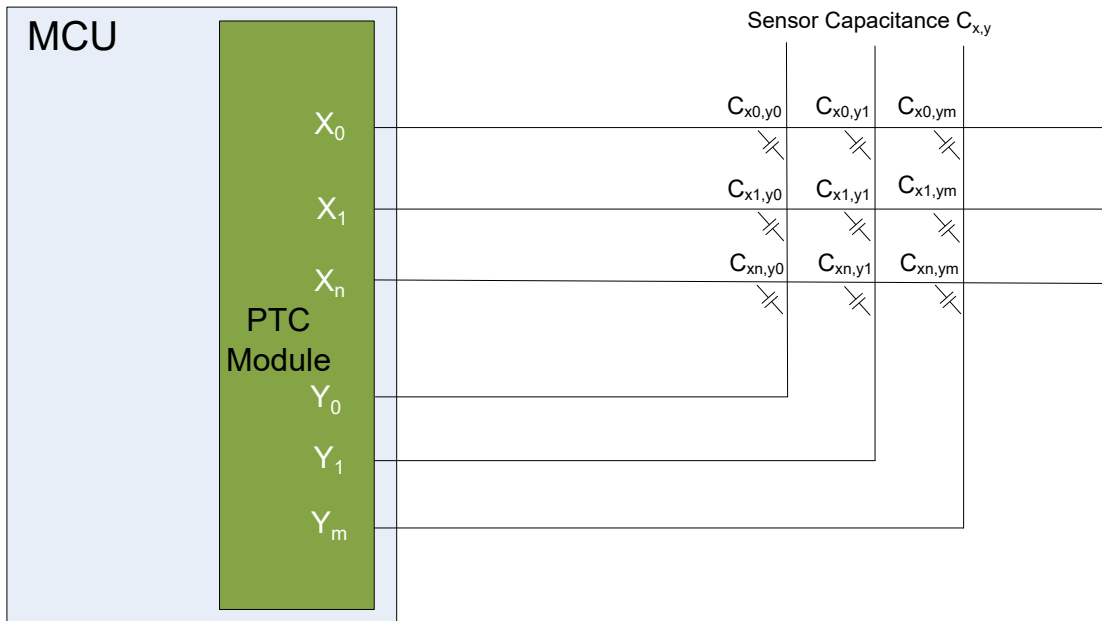 MCU
Sensor Capacitance Cx,y
X0
Cx0,y0 Cx0,y1 Cx0,ym
X1
Cx1,y0 Cx1,y1 Cx1,ym
Xn
Cxn,y0 Cxn,y1 Cxn,ym
PTC
Module
Y0
Y1
Ym